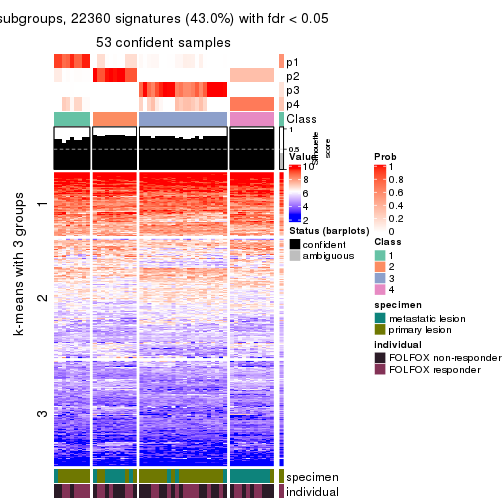 subgroups, 22360 signatures (43.0%) with fdr < 0.05
53 confident samples
p1
p2
p3
p4
Class
1
0.5
0
Silhouette
score
k-means with 3 groups
1
2
3
specimen
individual
Value
10
8
6
4
2
Status (barplots)
confident
ambiguous
Prob
1
0.8
0.6
0.4
0.2
0
Class
1
2
3
4
specimen
metastatic lesion
primary lesion
individual
FOLFOX non-responder
FOLFOX responder